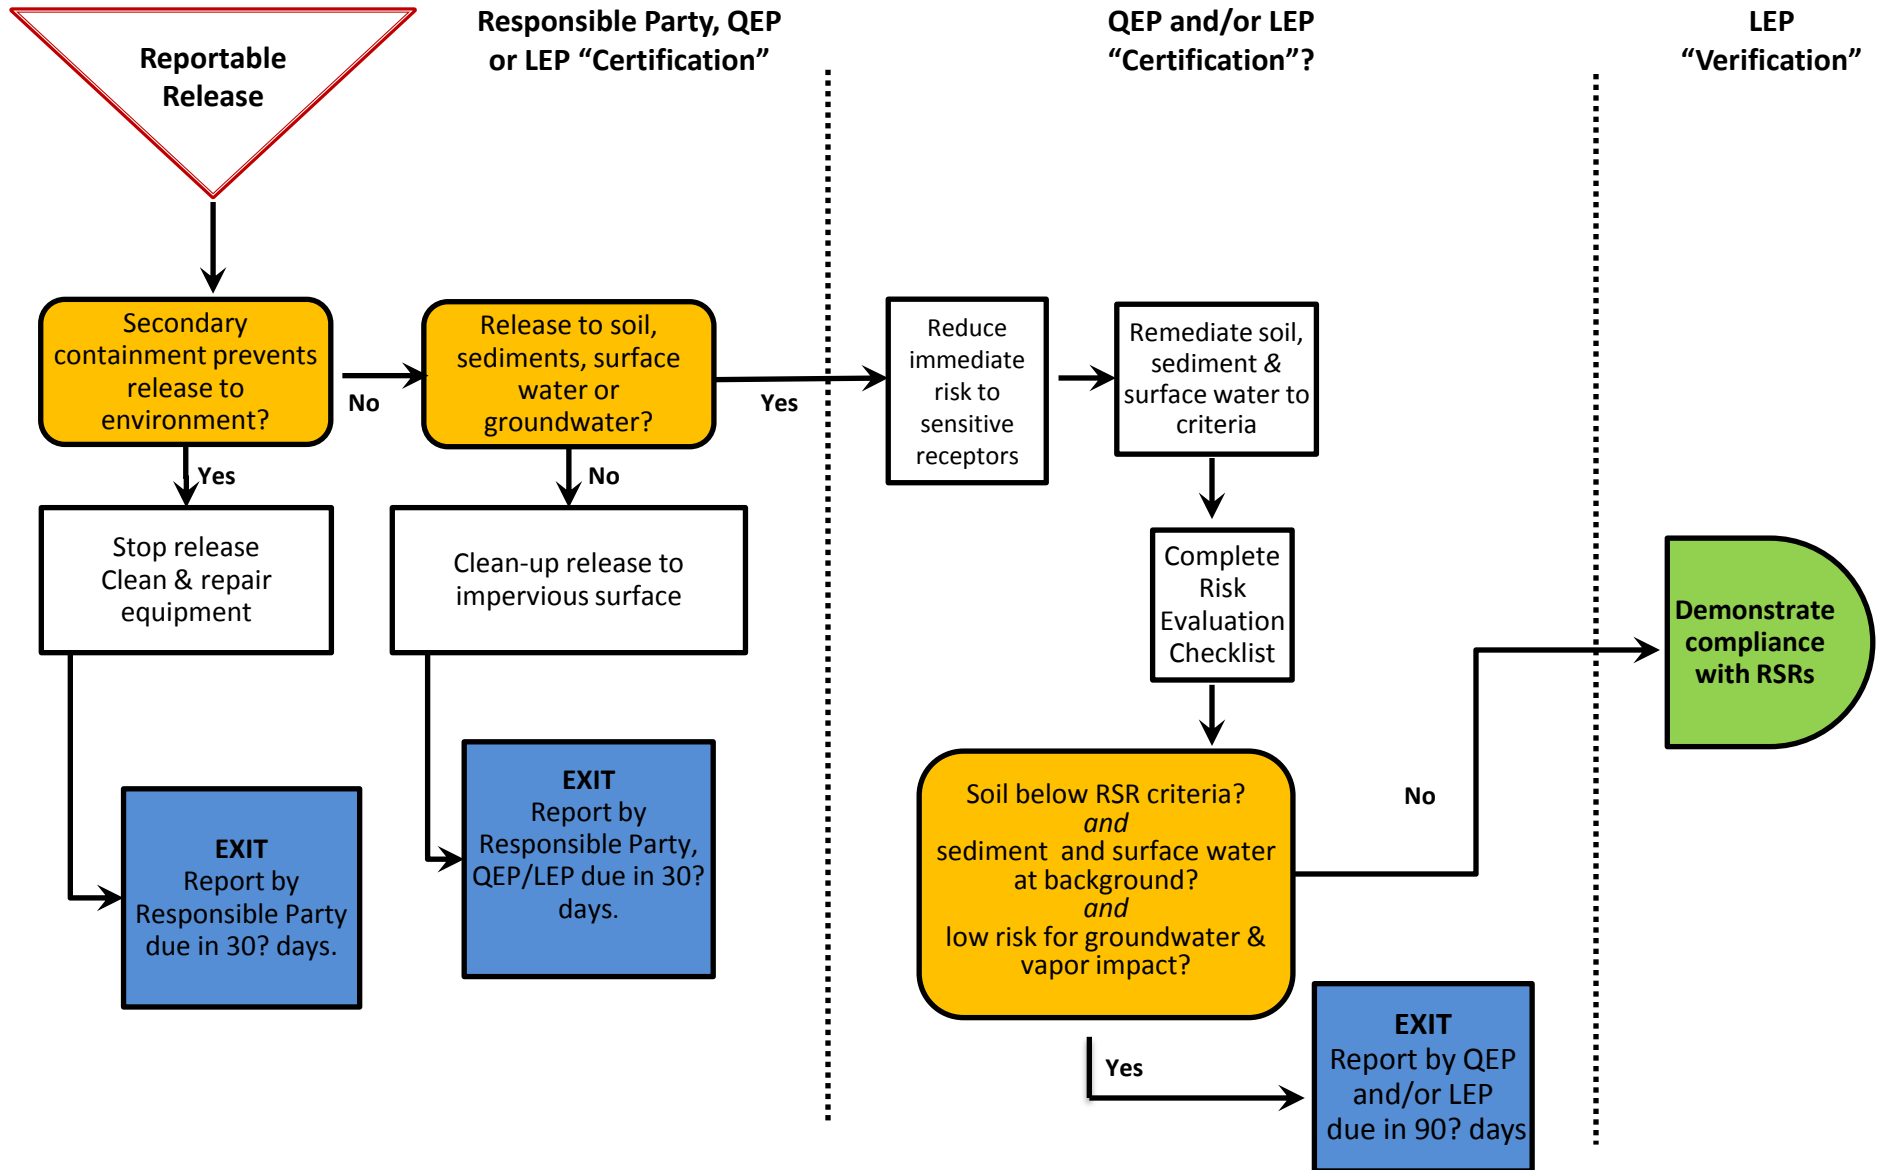 Reportable
Release
Responsible Party, QEP
or LEP “Certification”
QEP and/or LEP
“Certification”?
LEP
“Verification”
Secondary
containment prevents
release to
environment?
No
Yes
Release to soil,
sediments, surface
water or
groundwater?
Yes
No
Reduce
immediate
risk to
sensitive
receptors
Remediate soil,
sediment &
surface water to
criteria
Stop release
Clean & repair
equipment
Clean-up release to
impervious surface
Complete
Risk
Evaluation
Checklist
Demonstrate
compliance
with RSRs
EXIT
Report by
Responsible Party
due in 30? days.
EXIT
Report by
Responsible Party,
QEP/LEP due in 30?
days.
Soil below RSR criteria?
and
sediment  and surface water
at background?
and
low risk for groundwater &
vapor impact?
No
Yes
EXIT
Report by QEP
and/or LEP
due in 90? days